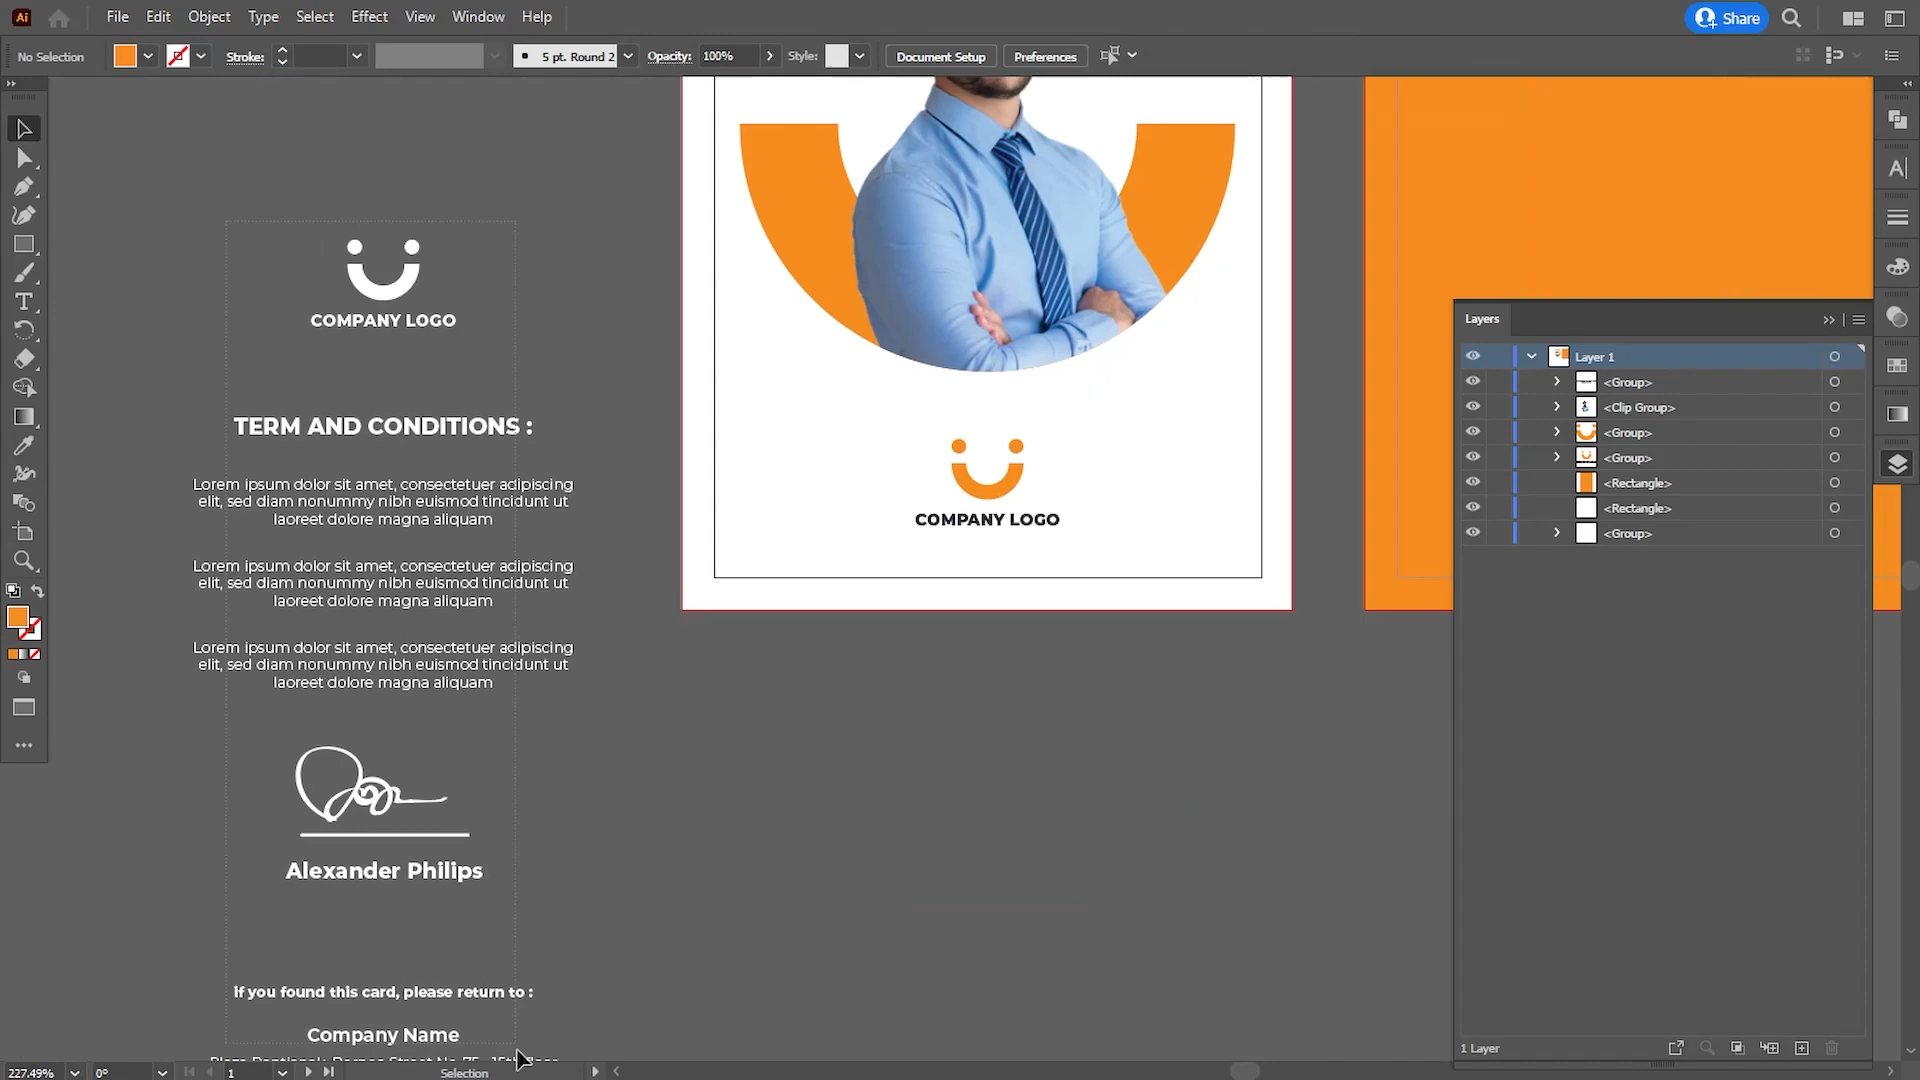 Ai
File Edit Object Type Select Effect View Window Help
Share
No Selection
Stroke:
5 pt. Round 2
Opacity: 100%
Style:
Document Setup
Preferences
COMPANY LOGO
TERM AND CONDITIONS :
Lorem ipsum dolor sit amet, consectetuer adipiscing
elit, sed diam nonummy nibh euismod tincidunt ut
laoreet dolore magna aliquam
Lorem ipsum dolor sit amet, consectetuer adipiscing
elit, sed diam nonummy nibh euismod tincidunt ut
laoreet dolore magna aliquam
Lorem ipsum dolor sit amet, consectetuer adipiscing
elit, sed diam nonummy nibh euismod tincidunt ut
laoreet dolore magna aliquam
Alexander Philips
if you found this card, please return to :
Company Name
COMPANY LOGO
Layers
Layer 1
<Group>
<Clip Group>
<Group>
<Group>
<Rectangle>
<Rectangle>
<Group>
1 Layer
227.49%
0°
1
Selection